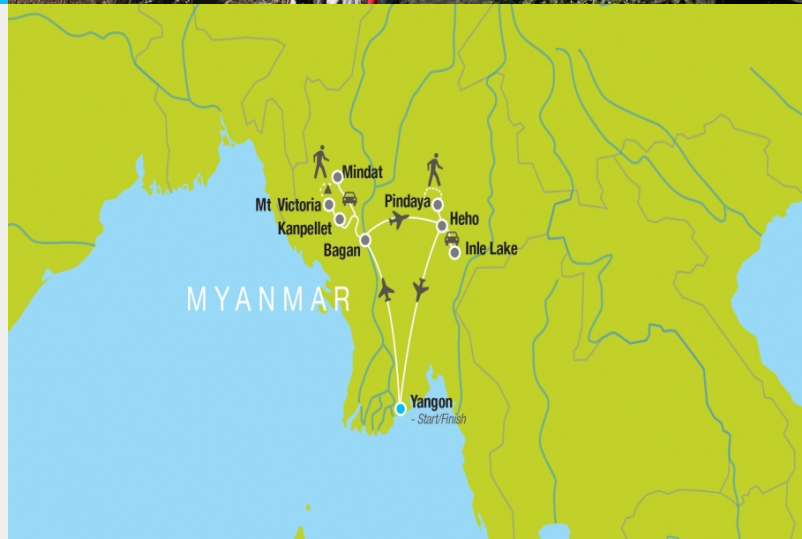 Mindat
Mt Victoria
Pindaya
Kanpellet
Heho
Bagan
Inle Lake
MYANMAR
Yangon
- Start/Finish